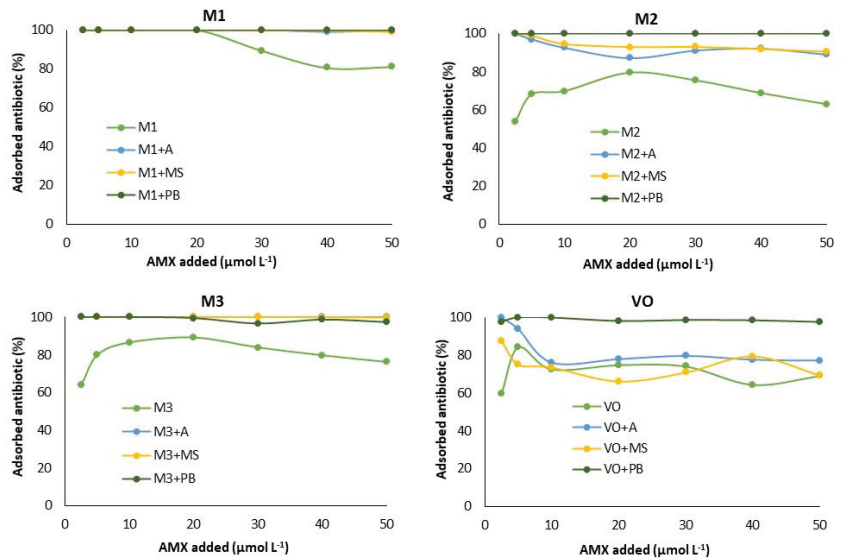 M1
Adsorbed antibiotic (%)
100
80
60
40
20
0
M1
M1+A
M1+MS
M1+PB
0 10 20 30 40 50
AMX added (µmol L-1)
M2
Adsorbed antibiotic (%)
100
80
60
40
20
0
M2
M2+A
M2+MS
M2+PB
0 10 20 30 40 50
AMX added (µmol L-1)
M3
Adsorbed antibiotic (%)
100
80
60
40
20
0
M3
M3+A
M3+MS
M3+PB
0 10 20 30 40 50
AMX added (µmol L-1)
VO
Adsorbed antibiotic (%)
100
80
60
40
20
0
VO
VO+A
VO+MS
VO+PB
0 10 20 30 40 50
AMX added (µmol L-1)